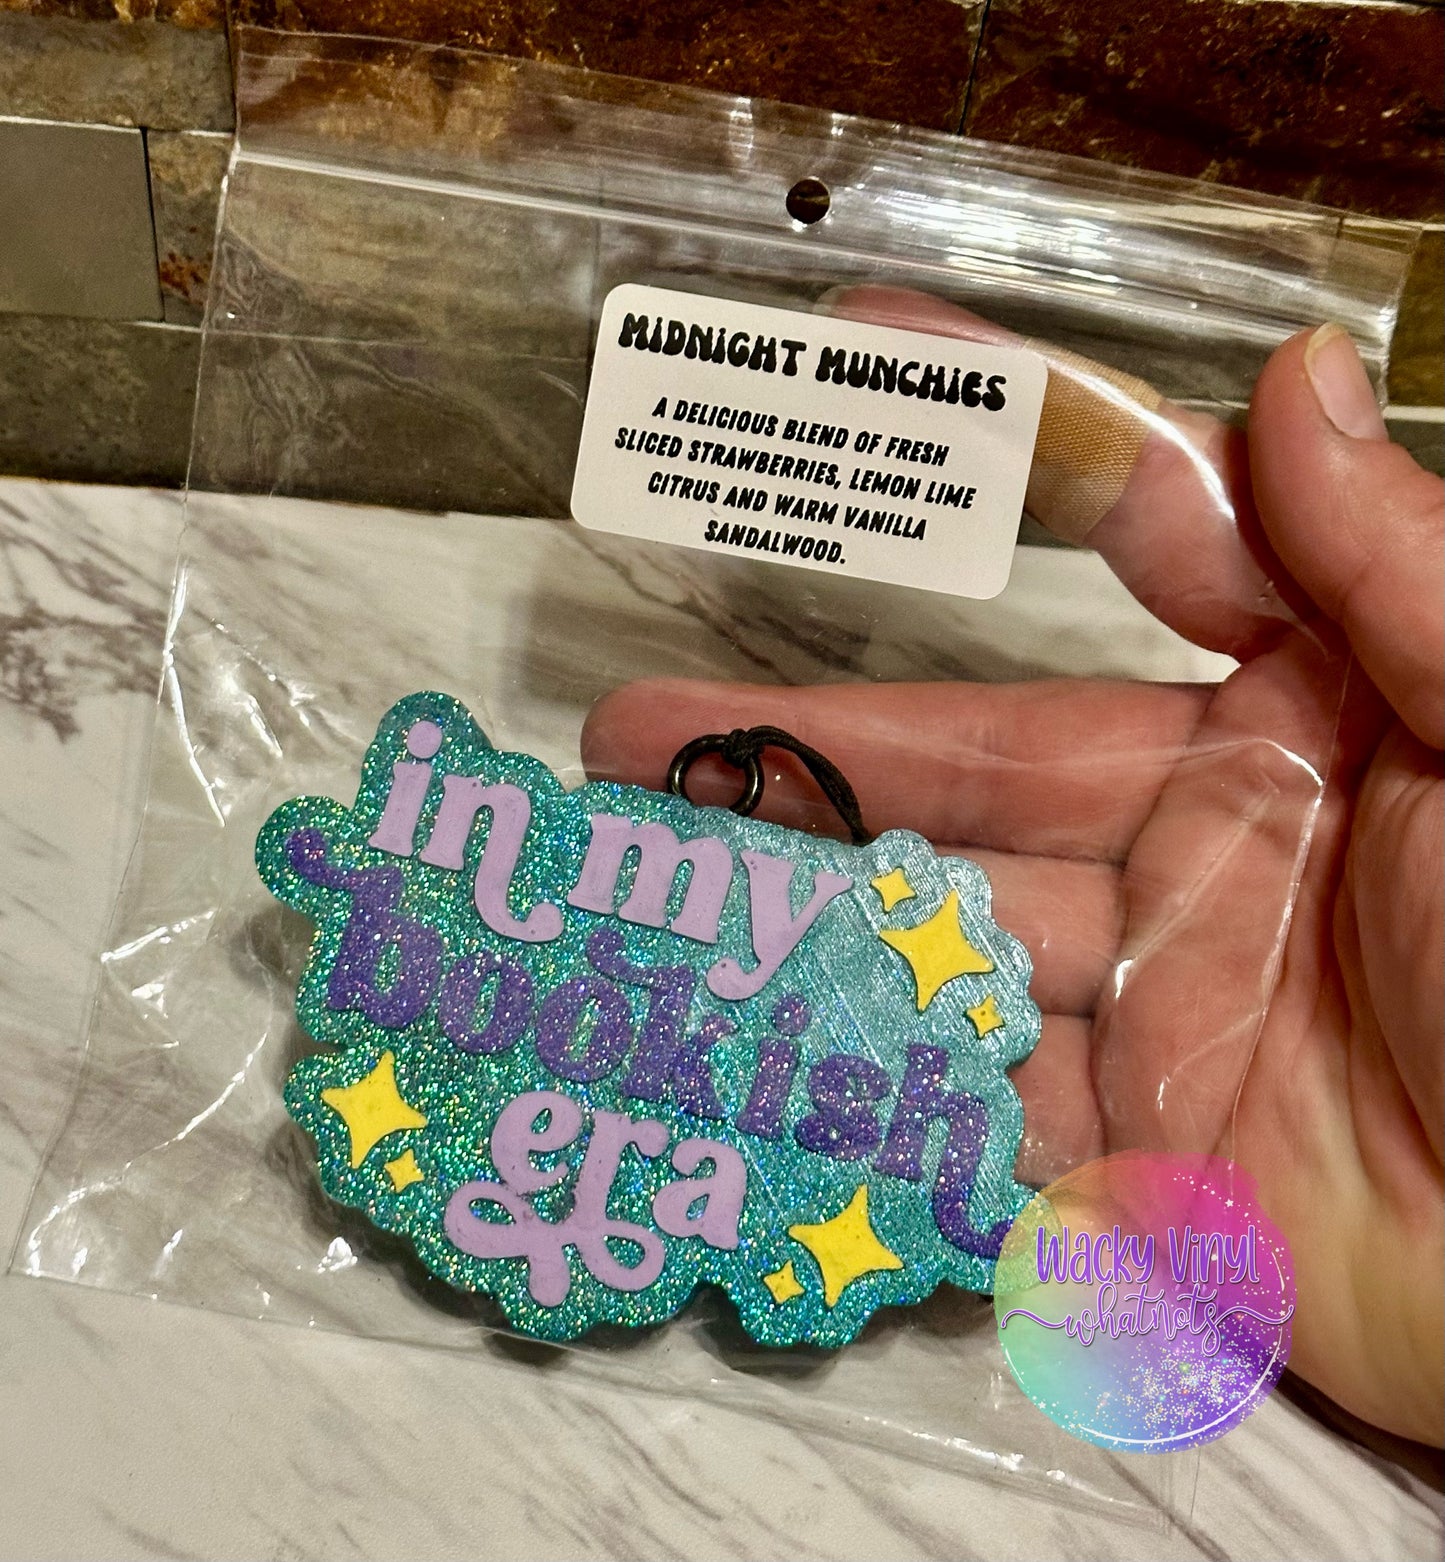 MIDNIGHT MUNCHIES
A DELICIOUS BLEND OF FRESH
SLICED STRAWBERRIES, LEMON LIME
CITRUS AND WARM VANILLA
SANDALWOOD.
in my
bookish
era
Wacky Vinyl
whatnots